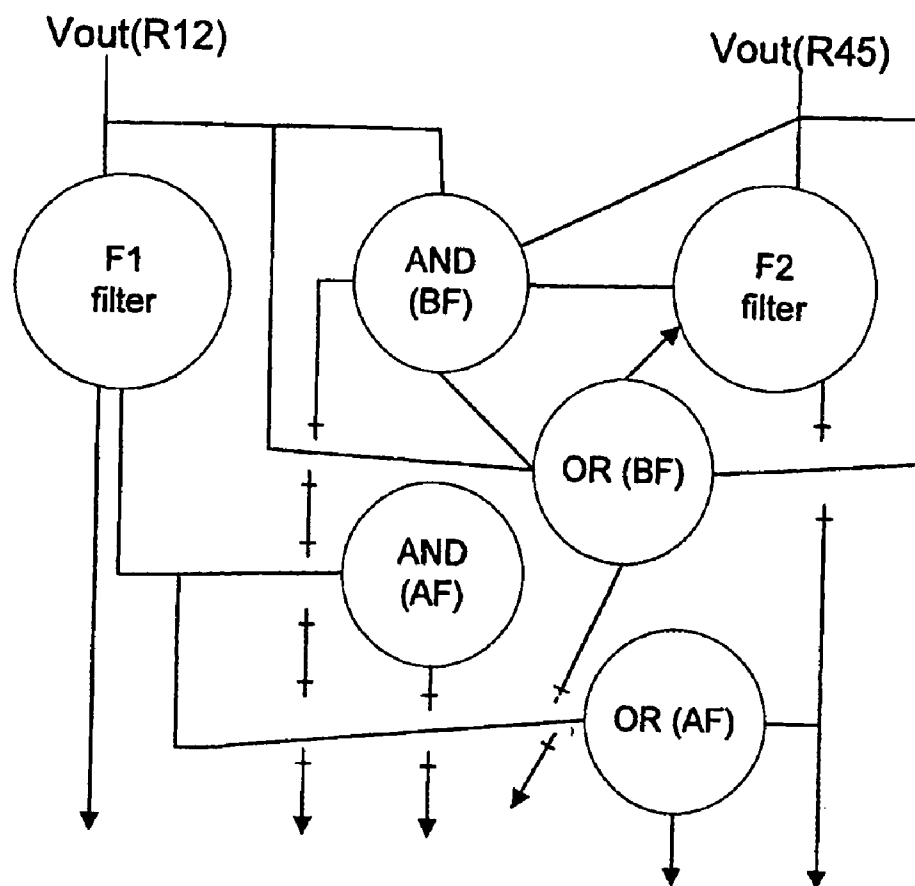 Vout(R12)
Vout(R45)
F1
filter
AND
(BF)
F2
filter
OR (BF)
AND
(AF)
OR (AF)